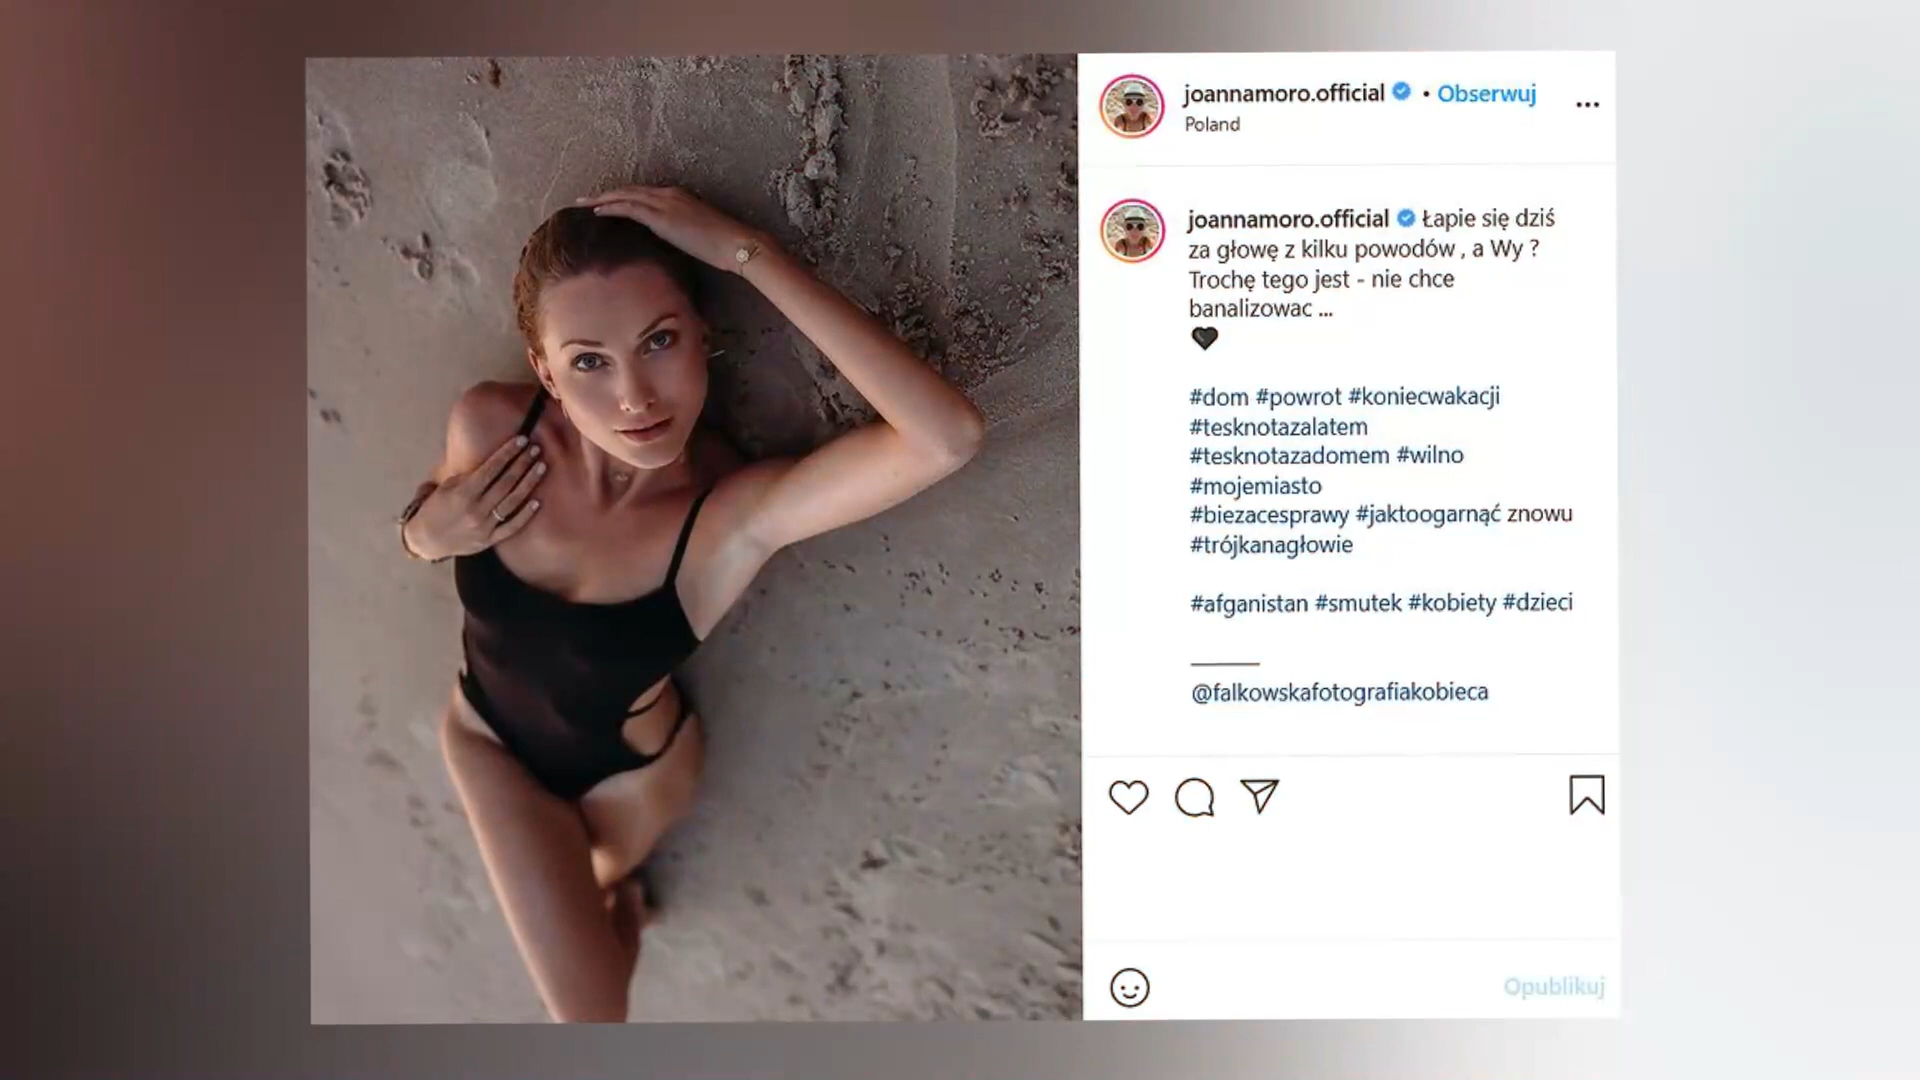 joannamoro.official • Obserwuj
Poland
joannamoro.official Łapie się dziś
za głowę z kilku powodów , a Wy ?
Trochę tego jest - nie chce
banalizowac ...
#dom #powrot #koniecwakacji
#tesknotazalatem
#tesknotazadomem #wilno
#mojemiasto
#biezacesprawy #jaktoogarnąć znowu
#trójkanagłowie
#afganistan #smutek #kobiety #dzieci
@falkowskafotografiakobieca
Opublikuj